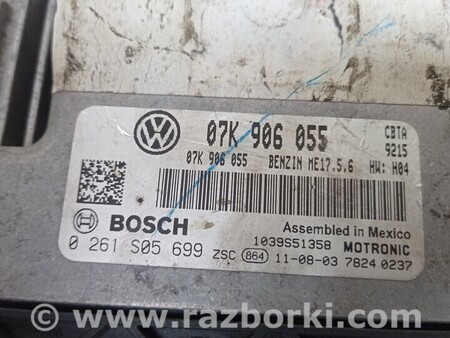 07K 906 055 CBTA
9215
07K 906 055 BENZIN ME17.5.6 HW: H04
BOSCH Assembled in Mexico
1039S51358 MOTRONIC
0 261 S05 699 ZSC 864 11-08-03 7824 0237
© www.razborki.com